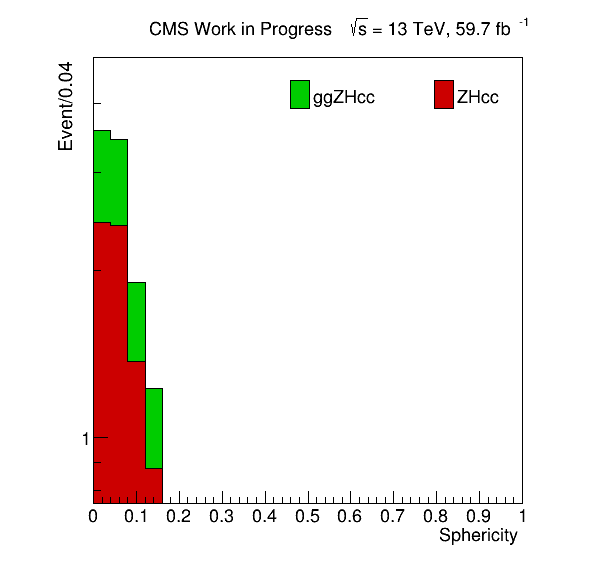 CMS Work in Progress √s = 13 TeV, 59.7 fb⁻¹
Event/0.04
ggZHcc ZHcc
1
0 0.1 0.2 0.3 0.4 0.5 0.6 0.7 0.8 0.9 1
Sphericity